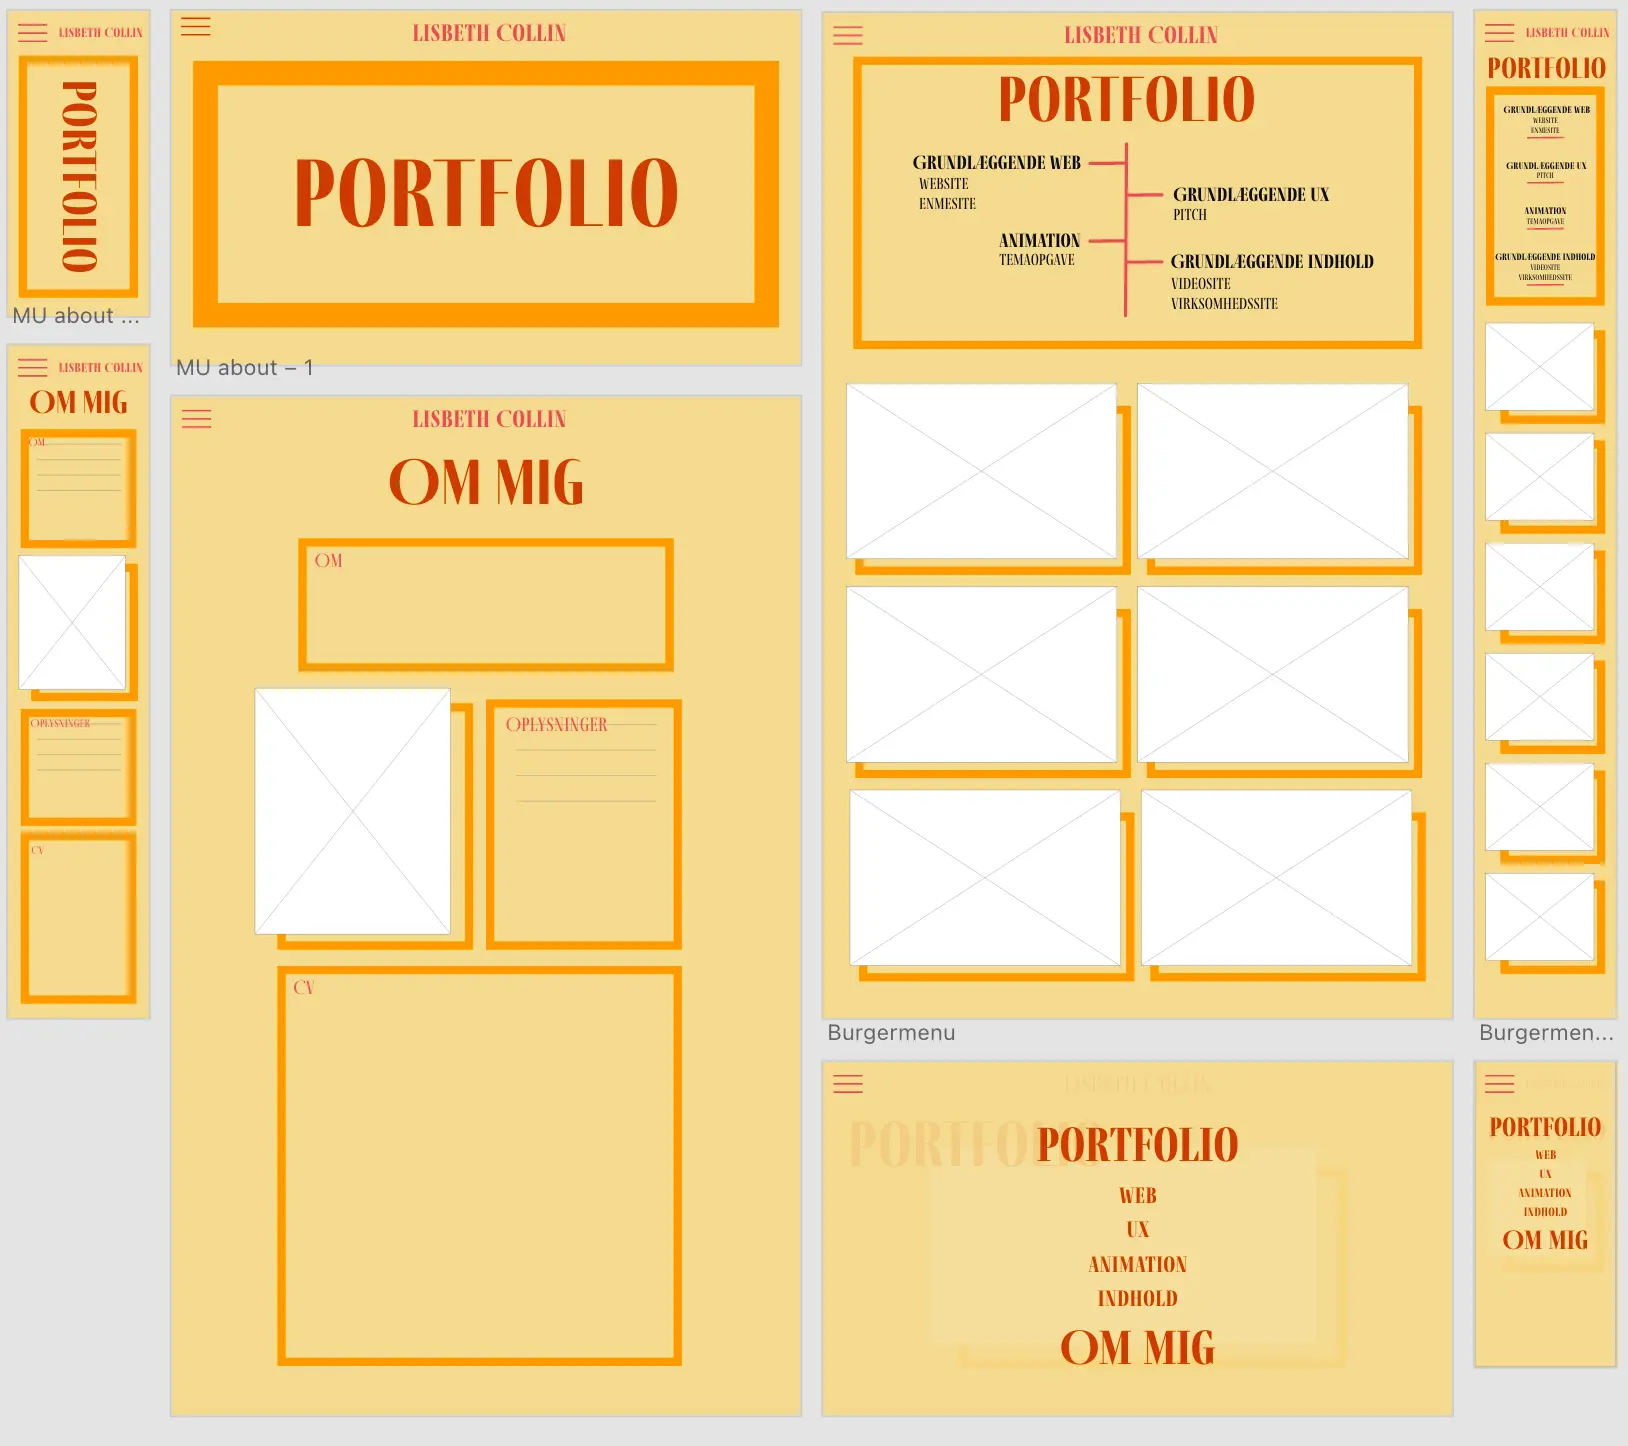 LISBETH COLLIN
PORTFOLIO
MU about ...
LISBETH COLLIN
OM MIG
OM
OPLYSNINGER
CV
LISBETH COLLIN
PORTFOLIO
MU about – 1
LISBETH COLLIN
OM MIG
OM
OPLYSNINGER
CV
LISBETH COLLIN
PORTFOLIO
GRUNDLÆGGENDE WEB
WEBSITE
ENMESITE
GRUNDLÆGGENDE UX
PITCH
ANIMATION
TEMAOPGAVE
GRUNDLÆGGENDE INDHOLD
VIDEOSITE
VIRKSOMHEDSSITE
Burgermenu
LISBETH COLLIN
PORTFOLIO
PORTFOLIO
WEB
UX
ANIMATION
INDHOLD
OM MIG
LISBETH COLLIN
PORTFOLIO
GRUNDLÆGGENDE WEB
WEBSITE
ENMESITE
GRUNDLÆGGENDE UX
PITCH
ANIMATION
TEMAOPGAVE
GRUNDLÆGGENDE INDHOLD
VIDEOSITE
VIRKSOMHEDSSITE
Burgermen...
PORTFOLIO
WEB
UX
ANIMATION
INDHOLD
OM MIG